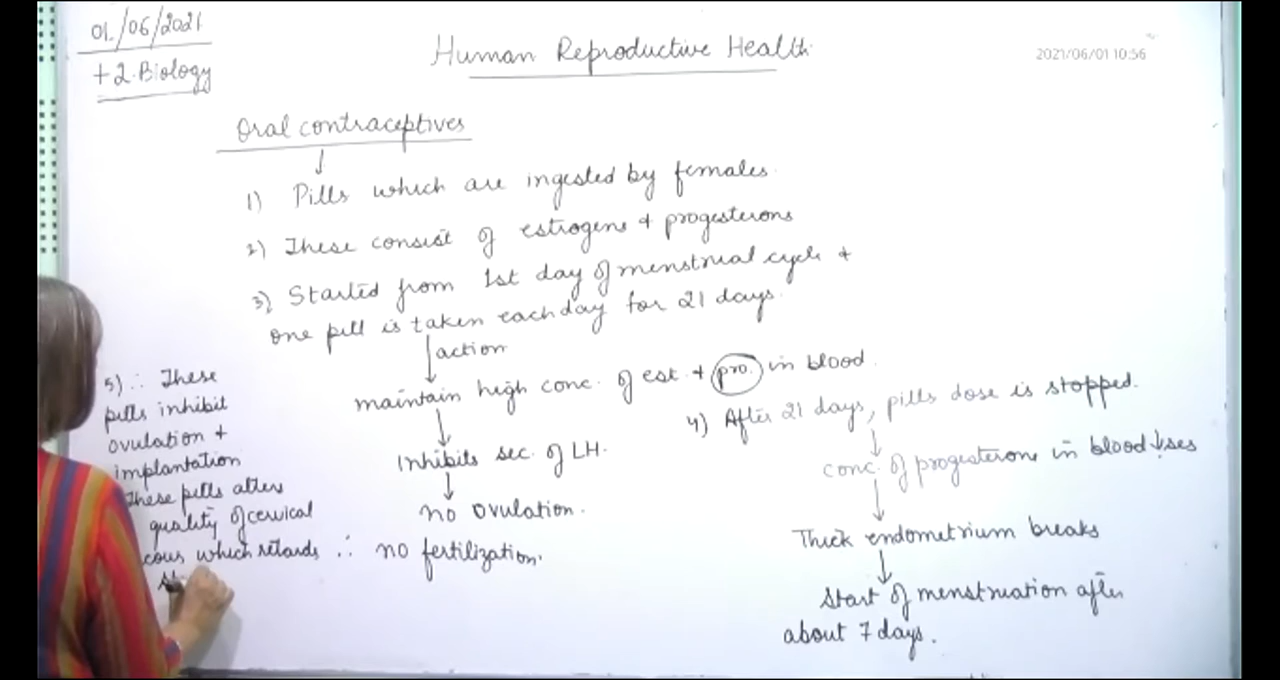 01/06/2021
+2 Biology
Human Reproductive Health
2021/06/01 10:56
Oral contraceptives
↓
1) Pills which are ingested by females.
2) These consist of estrogens + progesterons
3) Started from 1st day of menstrual cycle +
one pill is taken each day for 21 days.
↓ action
maintain high conc. of est. + pro. in blood.
↓
Inhibits sec. of LH.
↓
no ovulation.
∴ no fertilization.
4) After 21 days, pills dose is stopped.
↓
conc. of progesterone in blood ↓ses
↓
Thick endometrium breaks
↓
Start of menstruation after
about 7 days.
5) ∴ These
pills inhibit
ovulation +
implantation
These pills alters
quality of cervical
cous which retards